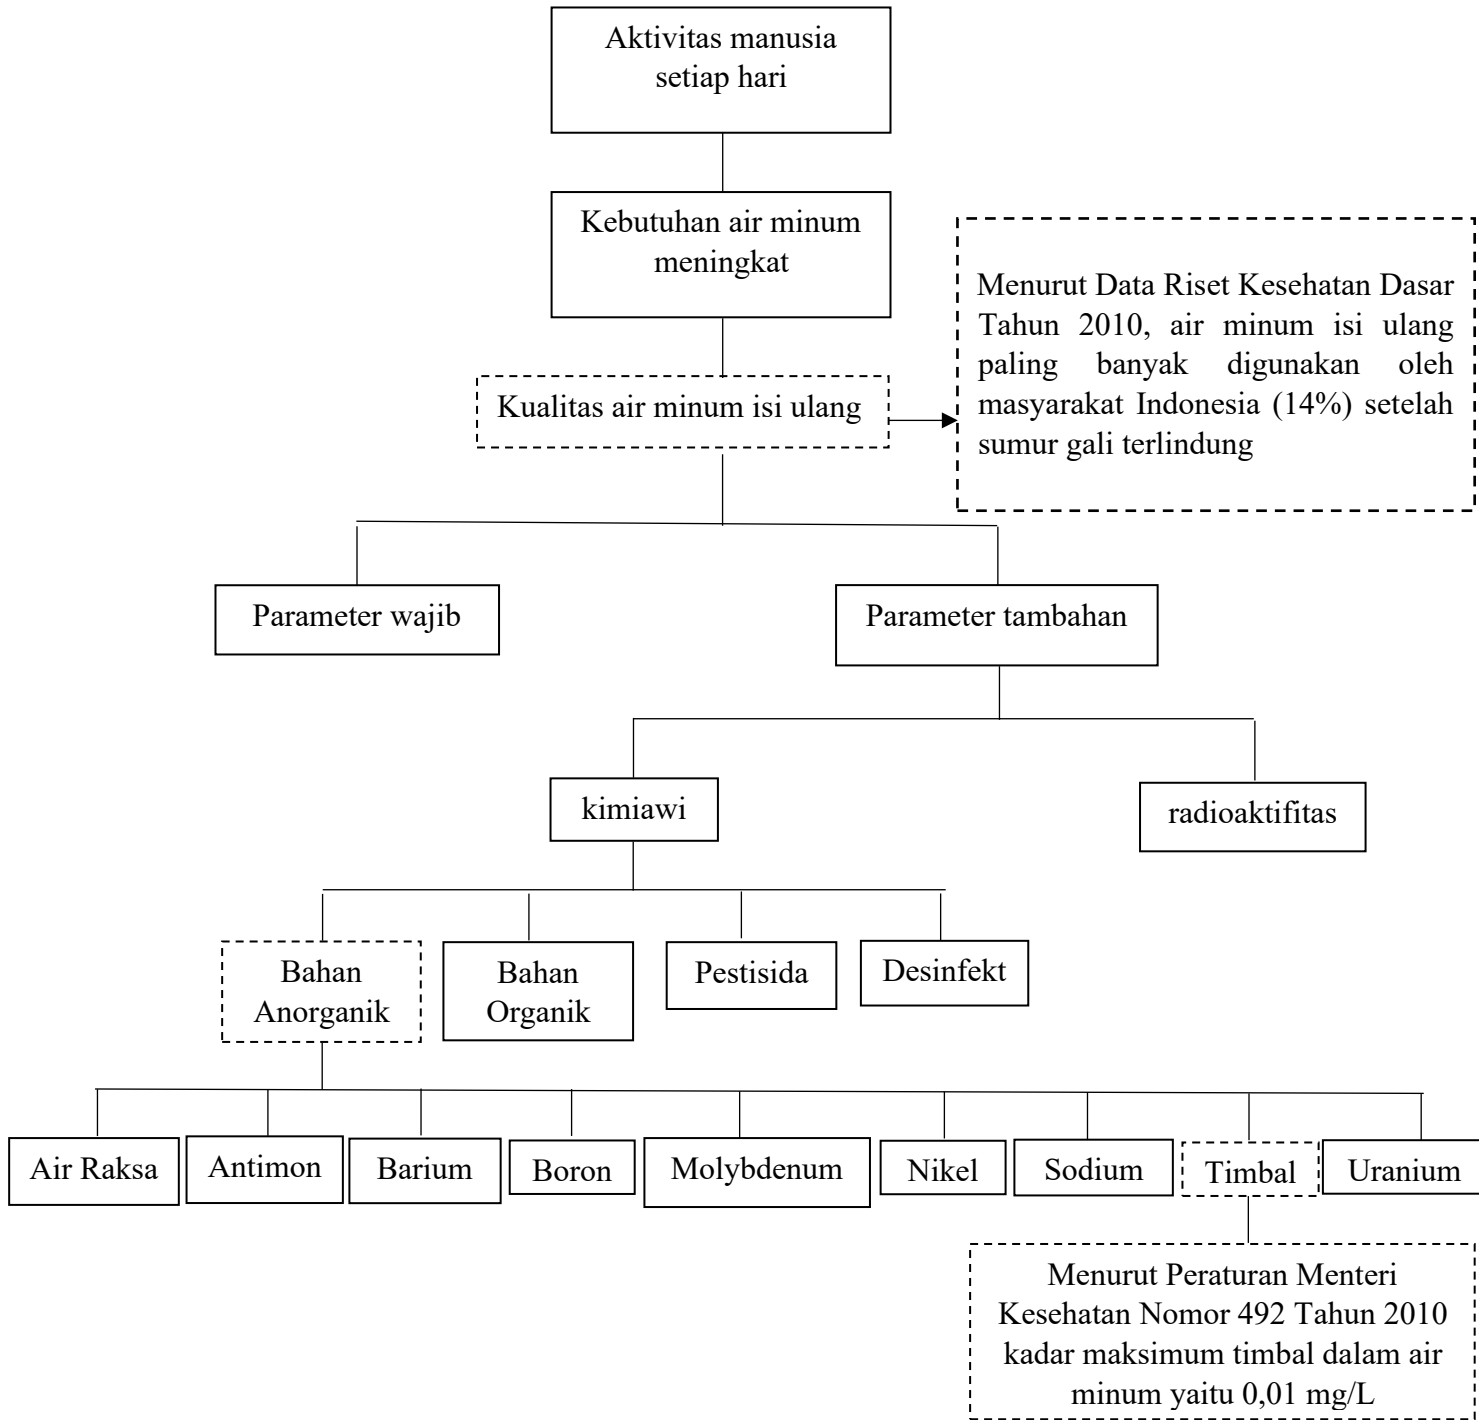 Aktivitas manusia
setiap hari
Kebutuhan air minum
meningkat
Menurut Data Riset Kesehatan Dasar
Tahun 2010, air minum isi ulang
paling banyak digunakan oleh
masyarakat Indonesia (14%) setelah
sumur gali terlindung
Kualitas air minum isi ulang
Parameter wajib
Parameter tambahan
kimiawi
radioaktifitas
Bahan
Anorganik
Bahan
Organik
Pestisida
Desinfekt
Air Raksa
Antimon
Barium
Boron
Molybdenum
Nikel
Sodium
Timbal
Uranium
Menurut Peraturan Menteri
Kesehatan Nomor 492 Tahun 2010
kadar maksimum timbal dalam air
minum yaitu 0,01 mg/L